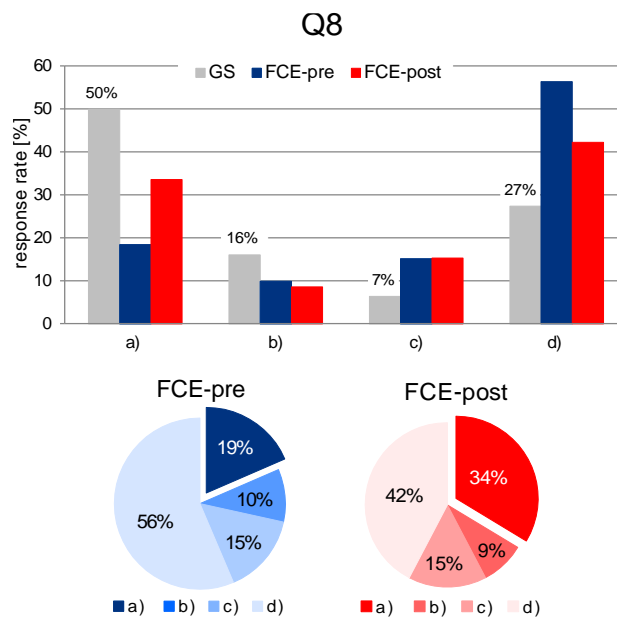 Q8
60
50
40
30
20
10
0
response rate [%]
GS FCE-pre FCE-post
50%
16%
7%
27%
a) b) c) d)
FCE-pre
19%
10%
15%
56%
a) b) c) d)
FCE-post
34%
9%
15%
42%
a) b) c) d)